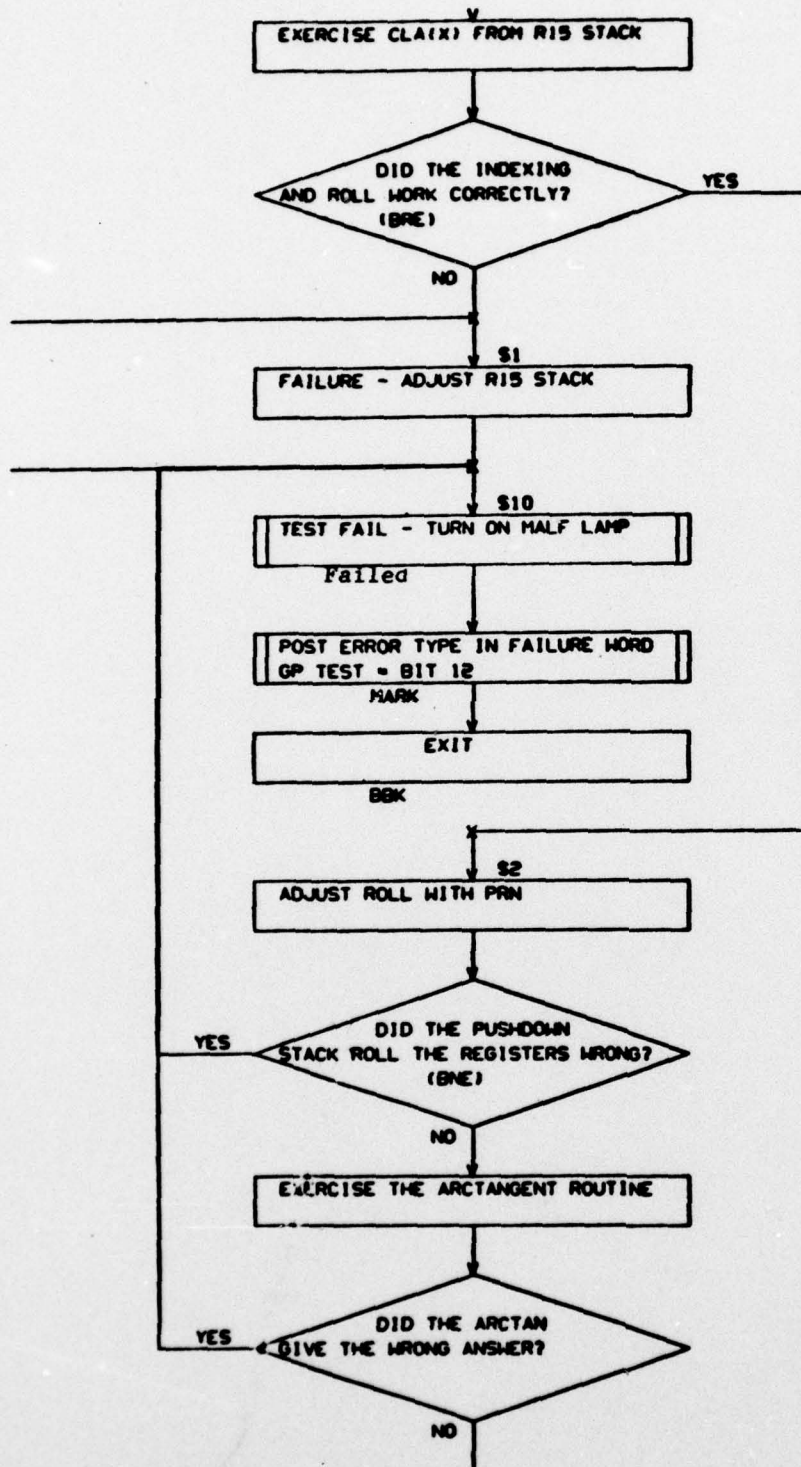 EXERCISE CLA(X) FROM R15 STACK
DID THE INDEXING
AND ROLL WORK CORRECTLY?
(BRE)
YES
NO
$1
FAILURE - ADJUST R15 STACK
$10
TEST FAIL - TURN ON MALF LAMP
Failed
POST ERROR TYPE IN FAILURE WORD
GP TEST = BIT 12
MARK
EXIT
BBK
$2
ADJUST ROLL WITH PRN
DID THE PUSHDOWN
YES
STACK ROLL THE REGISTERS WRONG?
(BNE)
NO
EXERCISE THE ARCTANGENT ROUTINE
DID THE ARCTAN
YES
GIVE THE WRONG ANSWER?
NO